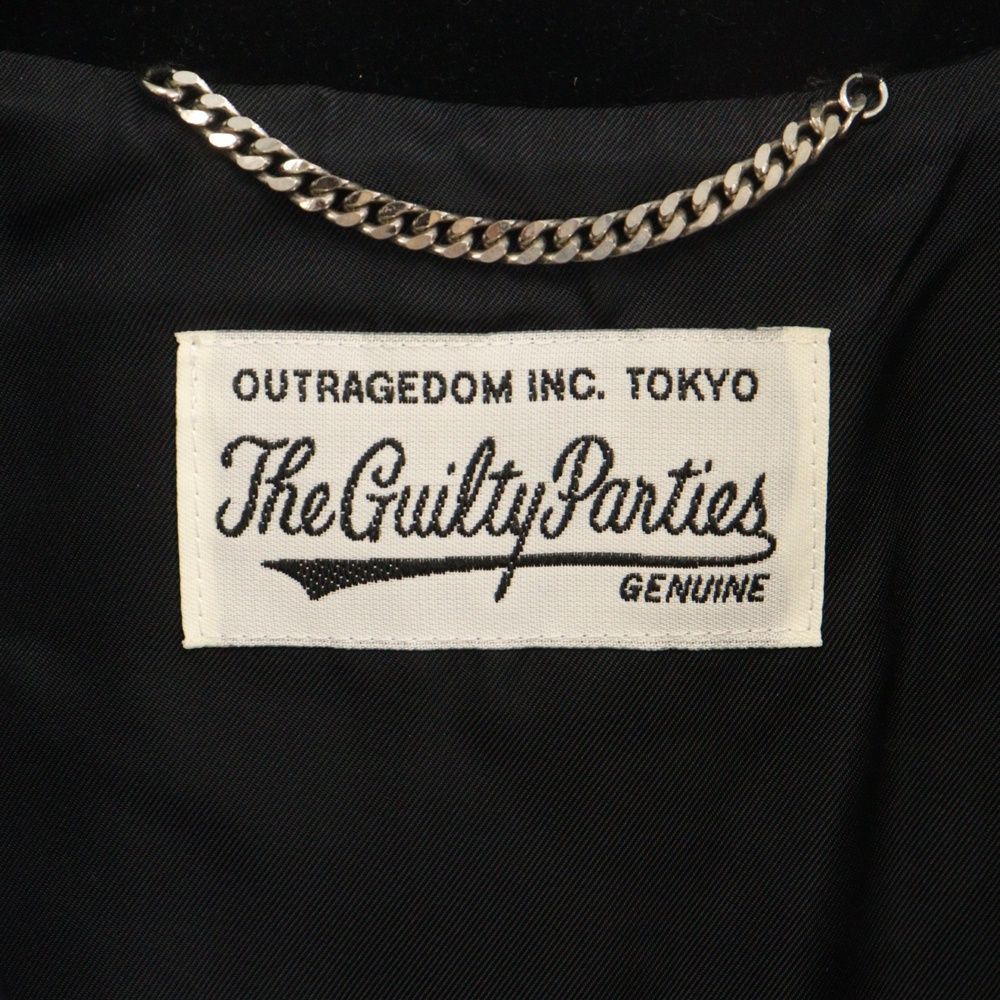 OUTRAGEDOM INC. TOKYO
The Guilty Parties
GENUINE